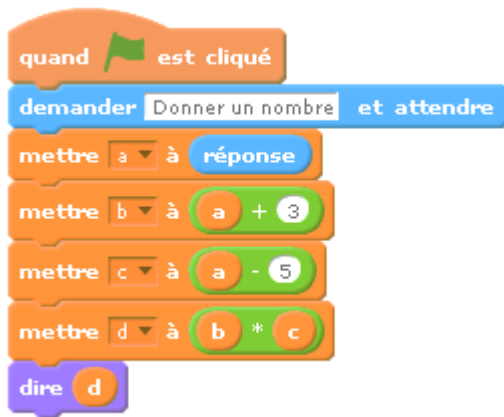 quand est cliqué
demander Donner un nombre et attendre
mettre a à réponse
mettre b à a + 3
mettre c à a - 5
mettre d à b * c
dire d